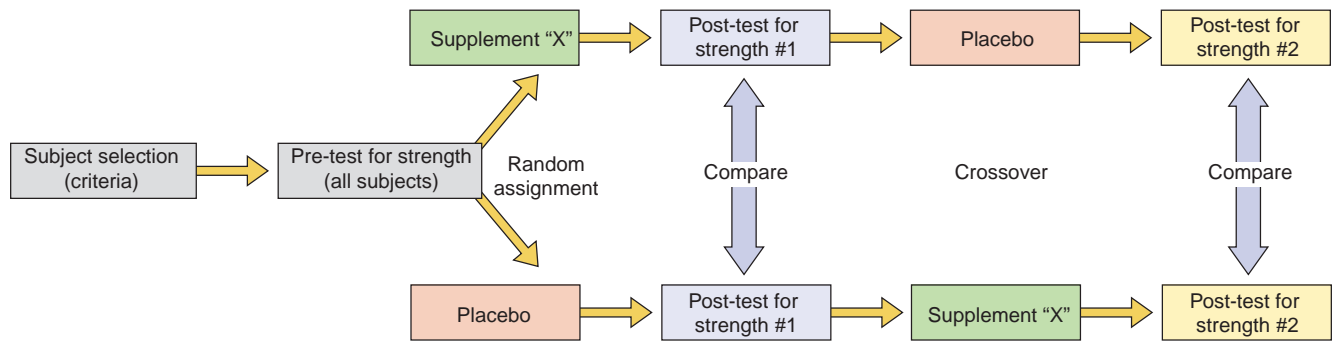 Supplement “X”
Post-test for
strength #1
Placebo
Post-test for
strength #2
Subject selection
(criteria)
Pre-test for strength
(all subjects)
Random
assignment
Compare
Crossover
Compare
Placebo
Post-test for
strength #1
Supplement “X”
Post-test for
strength #2